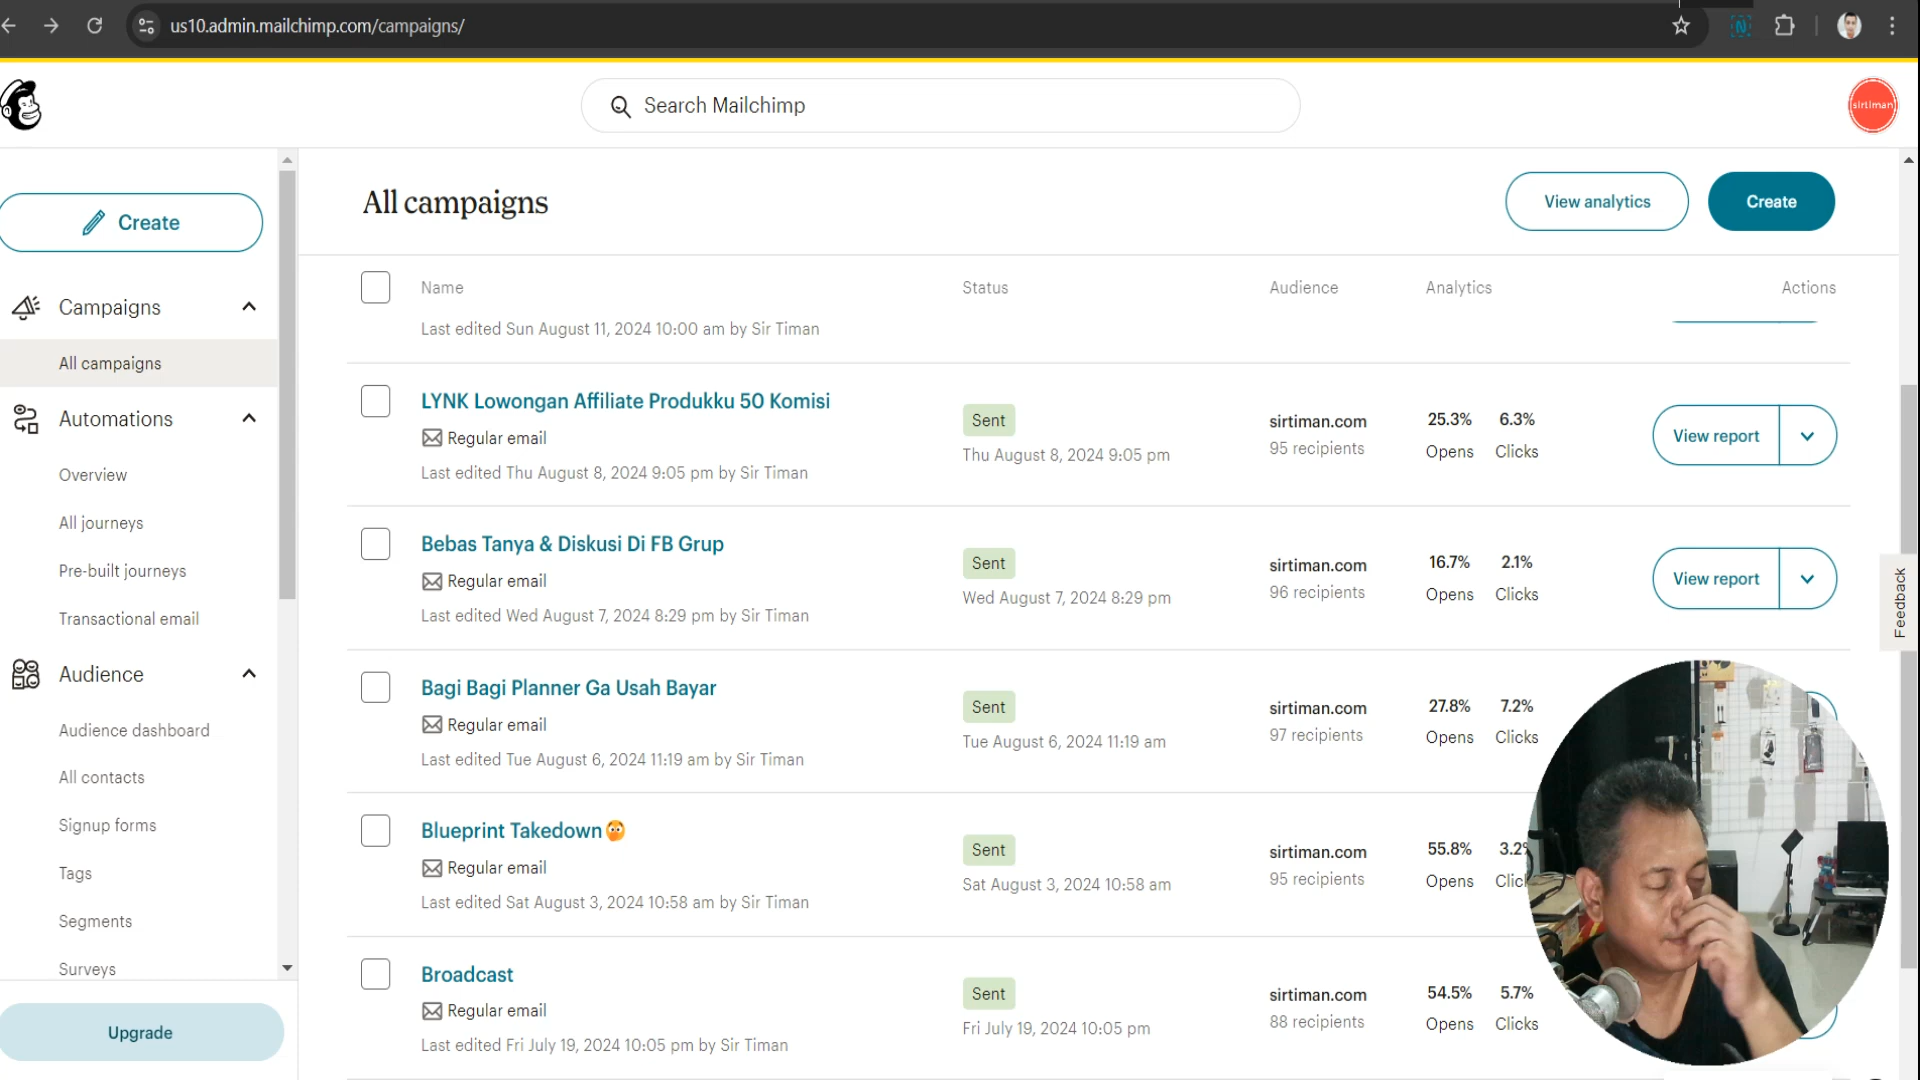 us10.admin.mailchimp.com/campaigns/
Search Mailchimp
sirtiman
Create
Campaigns
All campaigns
Automations
Overview
All journeys
Pre-built journeys
Transactional email
Audience
Audience dashboard
All contacts
Signup forms
Tags
Segments
Surveys
Upgrade
All campaigns
View analytics
Create
Name Status Audience Analytics Actions
Last edited Sun August 11, 2024 10:00 am by Sir Timan
LYNK Lowongan Affiliate Produkku 50 Komisi
Regular email
Last edited Thu August 8, 2024 9:05 pm by Sir Timan
Sent
Thu August 8, 2024 9:05 pm
sirtiman.com
95 recipients
25.3% 6.3%
Opens Clicks
View report
Bebas Tanya & Diskusi Di FB Grup
Regular email
Last edited Wed August 7, 2024 8:29 pm by Sir Timan
Sent
Wed August 7, 2024 8:29 pm
sirtiman.com
96 recipients
16.7% 2.1%
Opens Clicks
View report
Bagi Bagi Planner Ga Usah Bayar
Regular email
Last edited Tue August 6, 2024 11:19 am by Sir Timan
Sent
Tue August 6, 2024 11:19 am
sirtiman.com
97 recipients
27.8% 7.2%
Opens Clicks
Blueprint Takedown
Regular email
Last edited Sat August 3, 2024 10:58 am by Sir Timan
Sent
Sat August 3, 2024 10:58 am
sirtiman.com
95 recipients
55.8%
Opens
Broadcast
Regular email
Last edited Fri July 19, 2024 10:05 pm by Sir Timan
Sent
Fri July 19, 2024 10:05 pm
sirtiman.com
88 recipients
54.5% 5.7%
Opens Clicks
Feedback